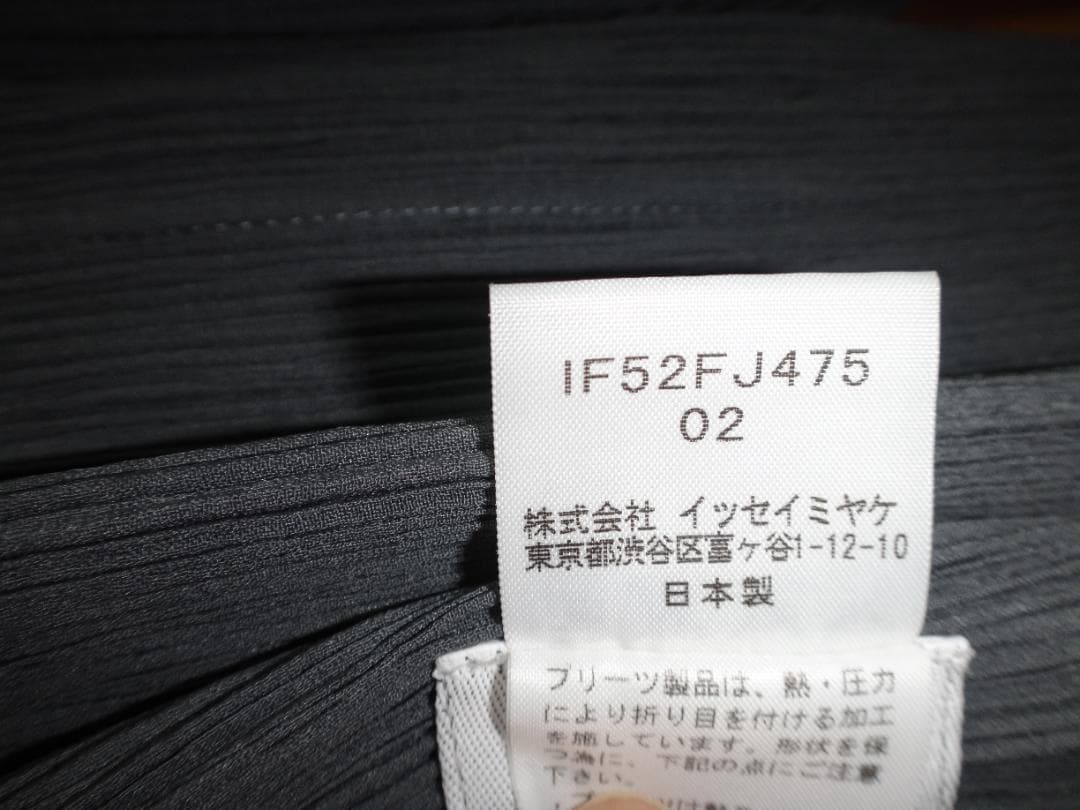 IF52FJ475
02
株式会社 イッセイミヤケ
東京都渋谷区富ヶ谷1-12-10
日本製
プリーツ製品は、熱・圧力
により折り目を付ける加工
を施しています。形状を保
つ為に、下記の点にご注意
下さい。